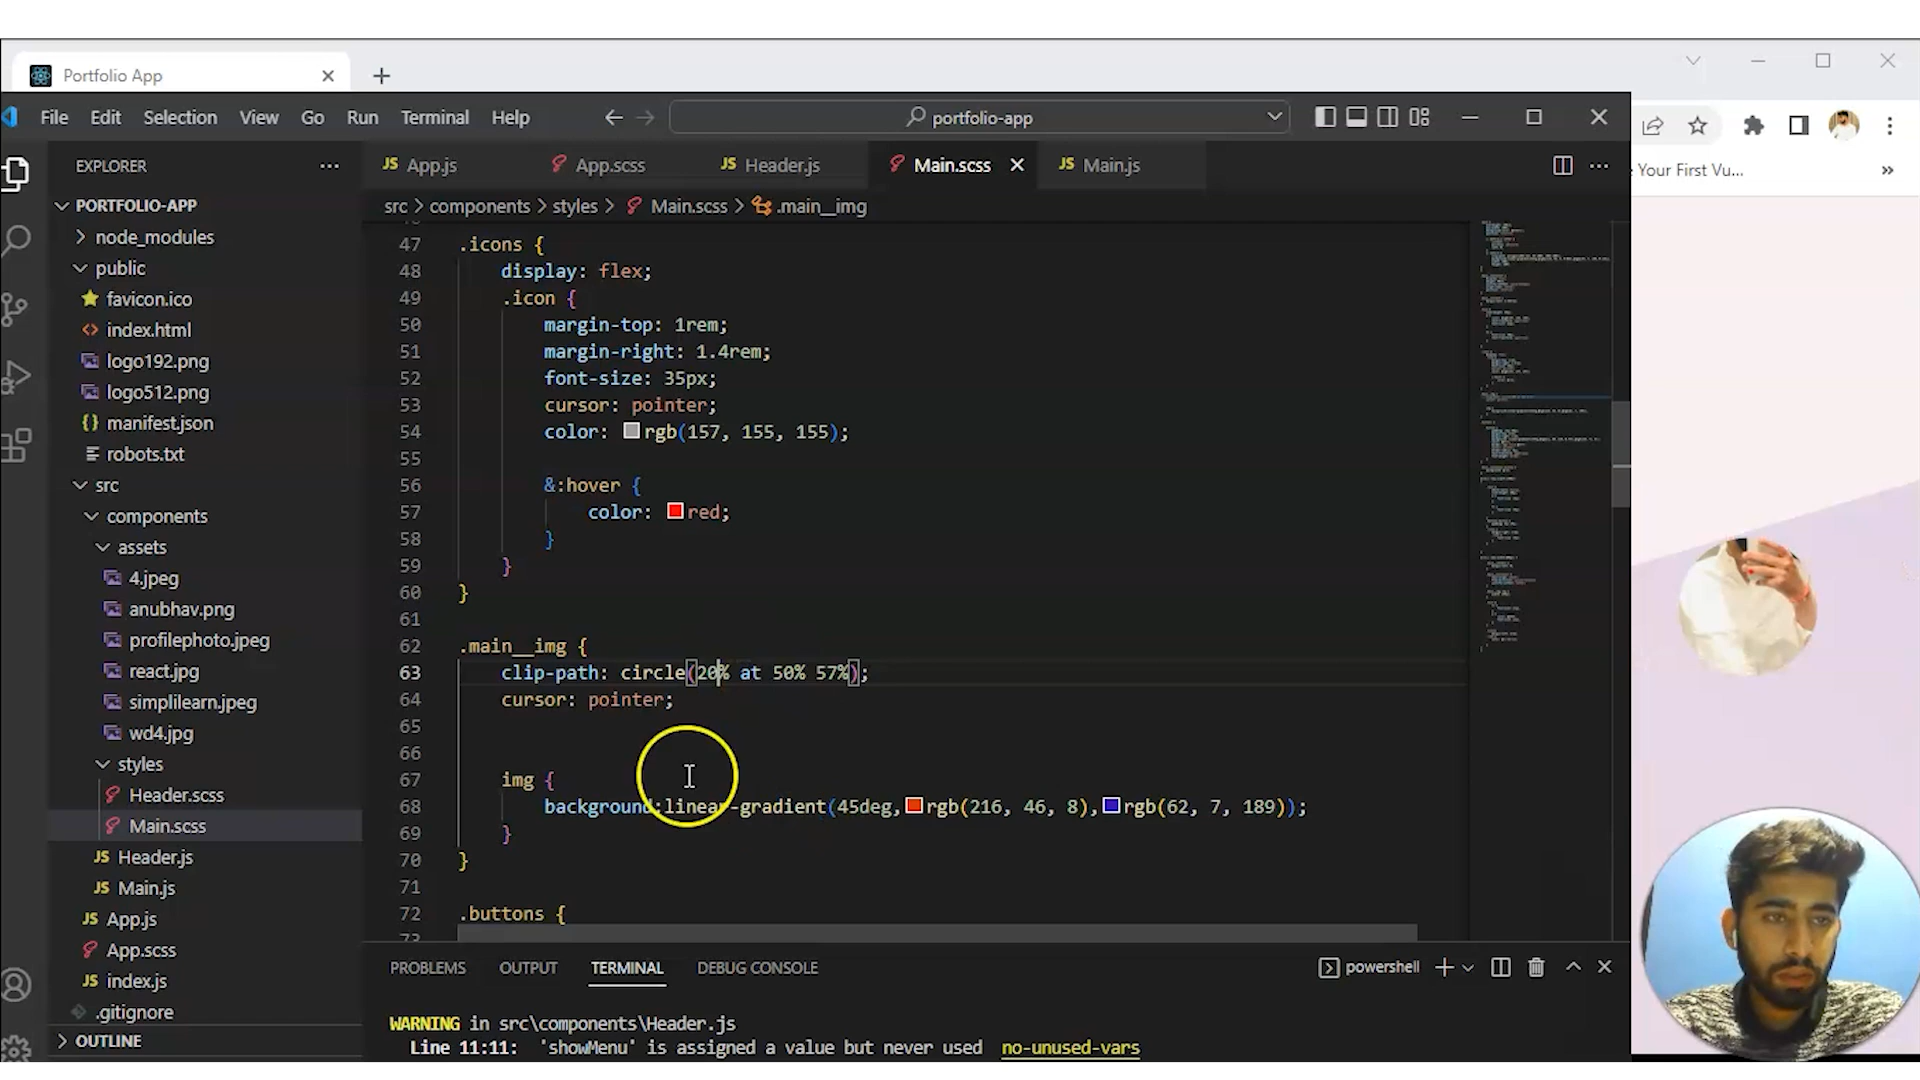 Portfolio App
File Edit Selection View Go Run Terminal Help
portfolio-app
Your First Vu...
EXPLORER
PORTFOLIO-APP
node_modules
public
favicon.ico
index.html
logo192.png
logo512.png
manifest.json
robots.txt
src
components
assets
4.jpeg
anubhav.png
profilephoto.jpeg
react.jpg
simplilearn.jpeg
wd4.jpg
styles
Header.scss
Main.scss
Header.js
Main.js
App.js
App.scss
index.js
.gitignore
OUTLINE
JS App.js App.scss JS Header.js Main.scss JS Main.js
src > components > styles > Main.scss > .main__img
47 .icons {
48 display: flex;
49 .icon {
50 margin-top: 1rem;
51 margin-right: 1.4rem;
52 font-size: 35px;
53 cursor: pointer;
54 color: rgb(157, 155, 155);
55
56 &:hover {
57 color: red;
58 }
59 }
60 }
61
62 .main__img {
63 clip-path: circle(20% at 50% 57%);
64 cursor: pointer;
65
66
67 img {
68 background:linear-gradient(45deg,rgb(216, 46, 8),rgb(62, 7, 189));
69 }
70 }
71
72 .buttons {
73
PROBLEMS OUTPUT TERMINAL DEBUG CONSOLE
powershell
WARNING in src\components\Header.js
Line 11:11: 'showMenu' is assigned a value but never used no-unused-vars